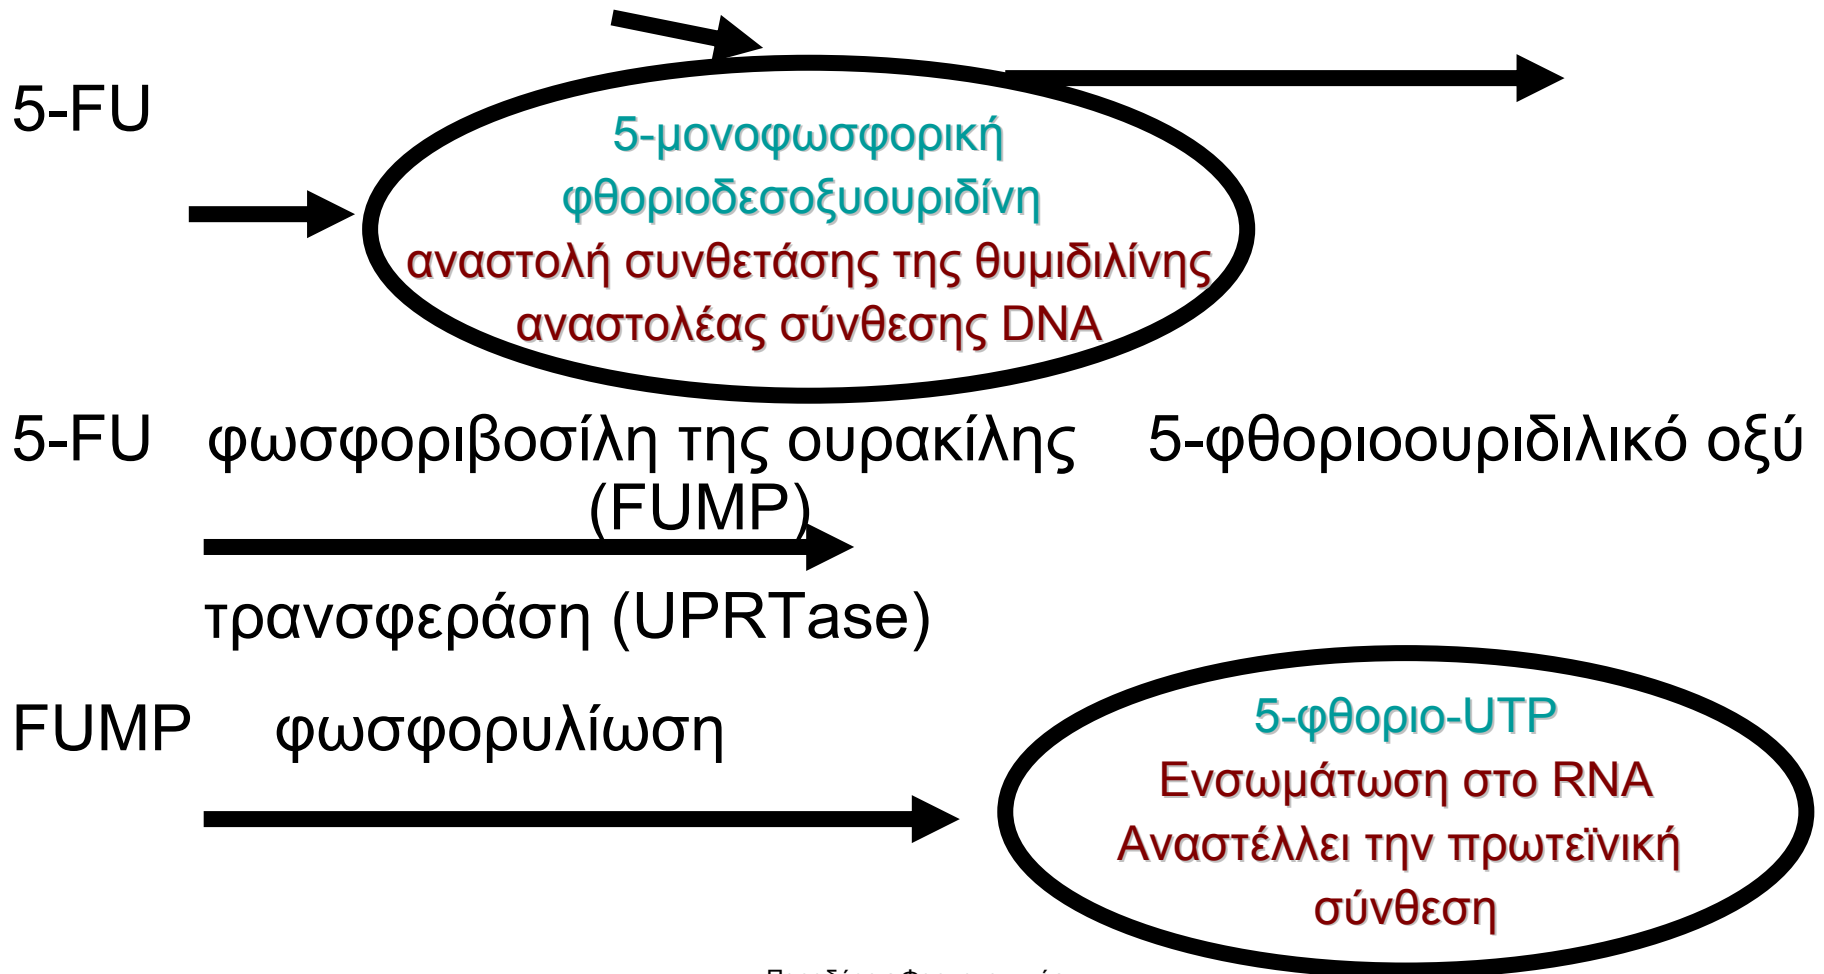 5-FU
5-μονοφωσφορική
φθοριοδεσοξυουριδίνη
αναστολή συνθετάσης της θυμιδιλίνης
αναστολέας σύνθεσης DNA
5-FU φωσφοριβοσίλη της ουρακίλης 5-φθοριοουριδιλικό οξύ
(FUMP)
τρανσφεράση (UPRTase)
FUMP φωσφορυλίωση
5-φθοριο-UTP
Ενσωμάτωση στο RNA
Αναστέλλει την πρωτεϊνική
σύνθεση